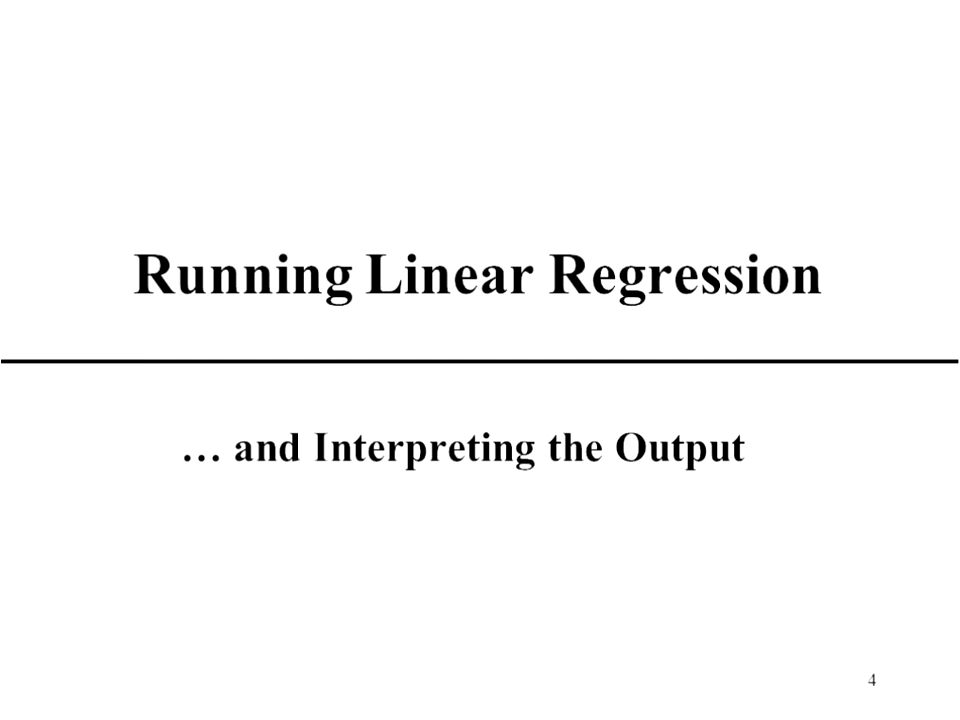 Running Linear Regression
… and Interpreting the Output
4